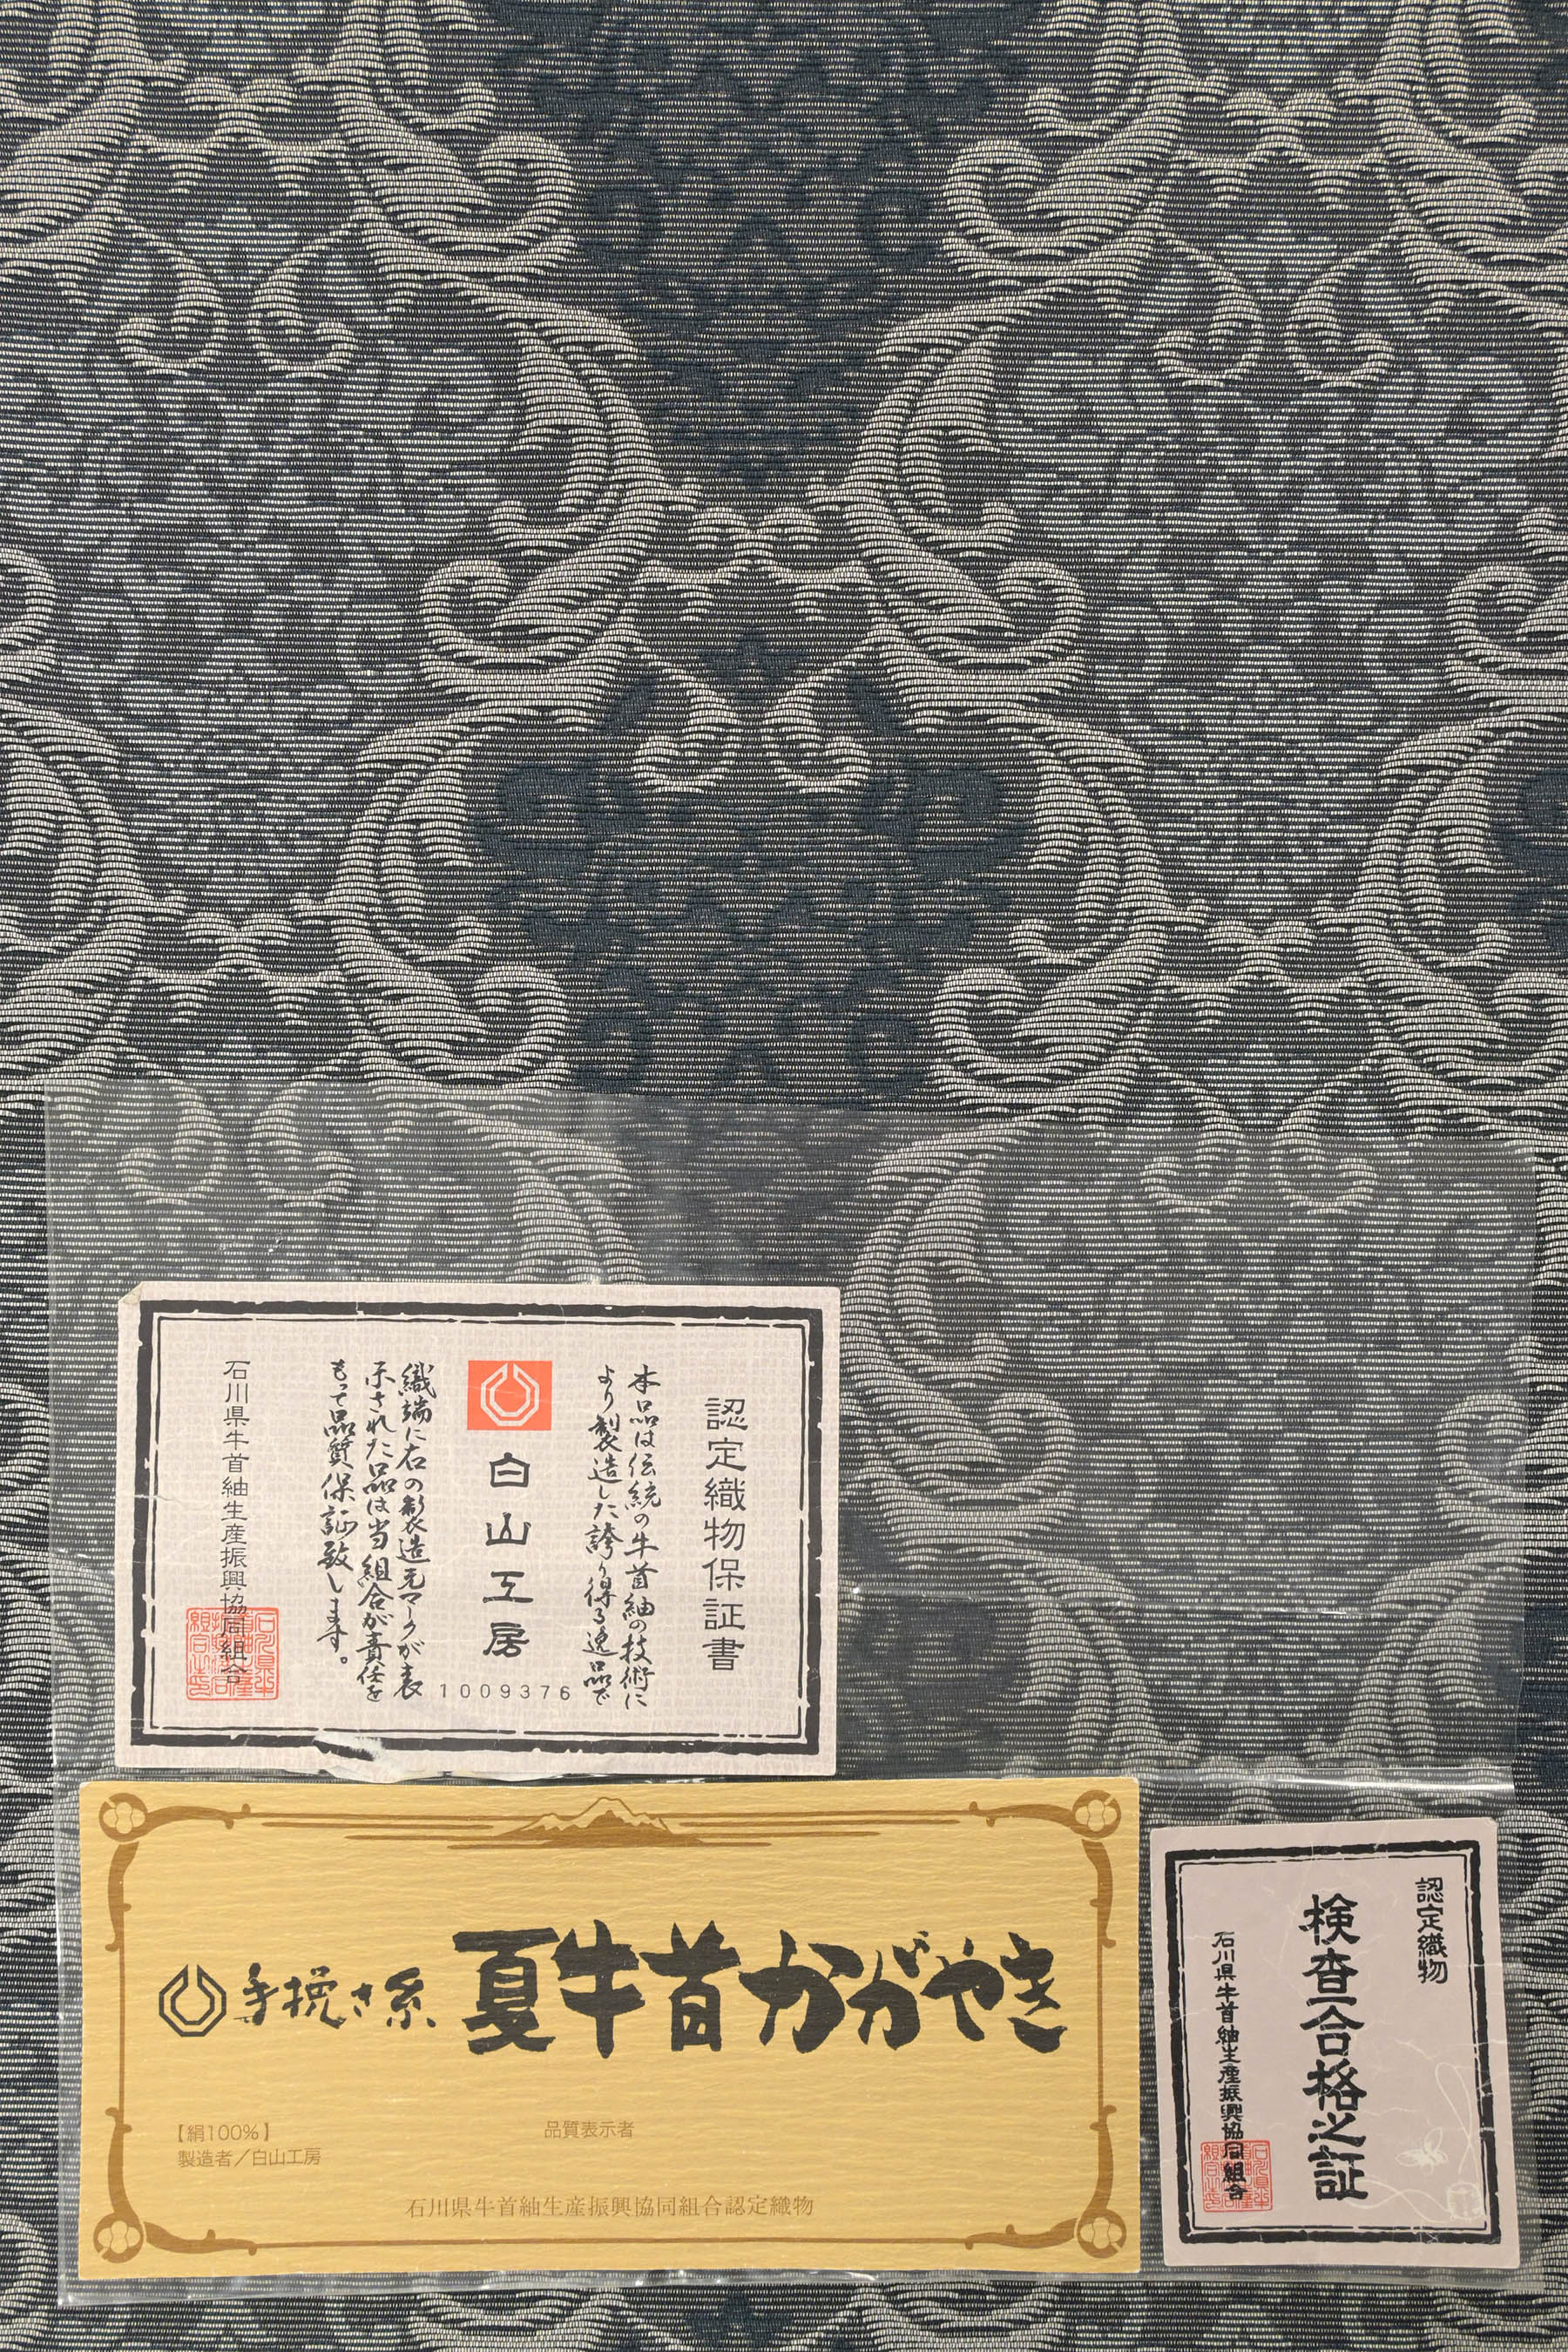 認定織物保証書
本品は伝統の牛首紬の技術に
より製造した誇り得る逸品で
白山工房
1009376
織端に右の製造元マークが表
示された品は当組合が責任を
もって品質保証致します。
石川県牛首紬生産振興協同組合
手挽き糸 夏牛首かがやき
【絹100%】
製造者／白山工房
品質表示者
石川県牛首紬生産振興協同組合認定織物
認定織物
検査合格之証
石川県牛首紬生産振興協同組合